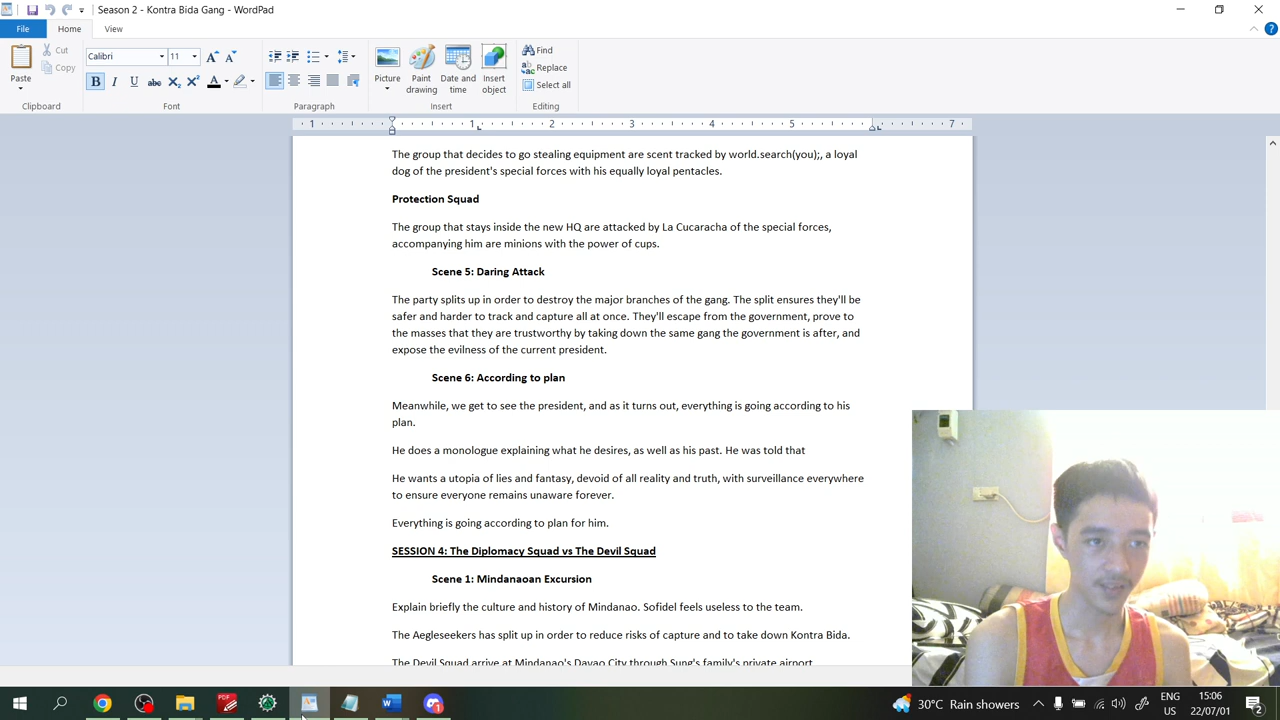 Season 2 - Kontra Bida Gang - WordPad
File
Home
View
Paste
Cut
Copy
Clipboard
Calibri
11
Font
Paragraph
Picture
Paint drawing
Date and time
Insert object
Insert
Find
Replace
Select all
Editing
1 1 2 3 4 5 7
The group that decides to go stealing equipment are scent tracked by world.search(you);, a loyal
dog of the president's special forces with his equally loyal pentacles.
Protection Squad
The group that stays inside the new HQ are attacked by La Cucaracha of the special forces,
accompanying him are minions with the power of cups.
Scene 5: Daring Attack
The party splits up in order to destroy the major branches of the gang. The split ensures they'll be
safer and harder to track and capture all at once. They'll escape from the government, prove to
the masses that they are trustworthy by taking down the same gang the government is after, and
expose the evilness of the current president.
Scene 6: According to plan
Meanwhile, we get to see the president, and as it turns out, everything is going according to his
plan.
He does a monologue explaining what he desires, as well as his past. He was told that
He wants a utopia of lies and fantasy, devoid of all reality and truth, with surveillance everywhere
to ensure everyone remains unaware forever.
Everything is going according to plan for him.
SESSION 4: The Diplomacy Squad vs The Devil Squad
Scene 1: Mindanaoan Excursion
Explain briefly the culture and history of Mindanao. Sofidel feels useless to the team.
The Aegleseekers has split up in order to reduce risks of capture and to take down Kontra Bida.
The Devil Squad arrive at Mindanao's Davao City through Sung's family's private airport
30°C Rain showers
ENG
US
15:06
22/07/01
2